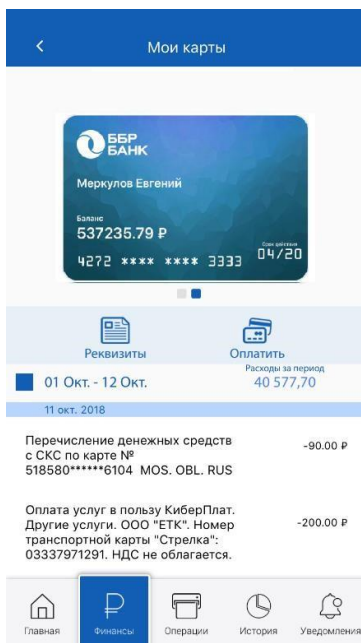 Мои карты
ББР
БАНК
Меркулов Евгений
Баланс
537235.79 ₽
Срок действия
4272 **** **** 3333 04/20
Реквизиты Оплатить
01 Окт. - 12 Окт. Расходы за период
40 577,70
11 окт. 2018
Перечисление денежных средств
с СКС по карте №
518580******6104 MOS. OBL. RUS
-90.00 ₽
Оплата услуг в пользу КиберПлат.
Другие услуги. ООО "ЕТК". Номер
транспортной карты "Стрелка":
03337971291. НДС не облагается.
-200.00 ₽
Главная Финансы Операции История Уведомления